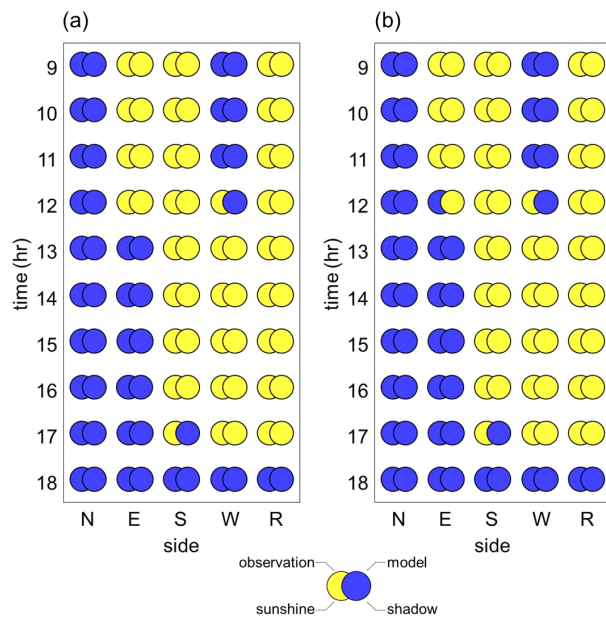 (a) (b)
9 9
10 10
11 11
12 12
13 13
14 14
15 15
16 16
17 17
18 18
time (hr) time (hr)
N E S W R N E S W R
side side
observation model
sunshine shadow